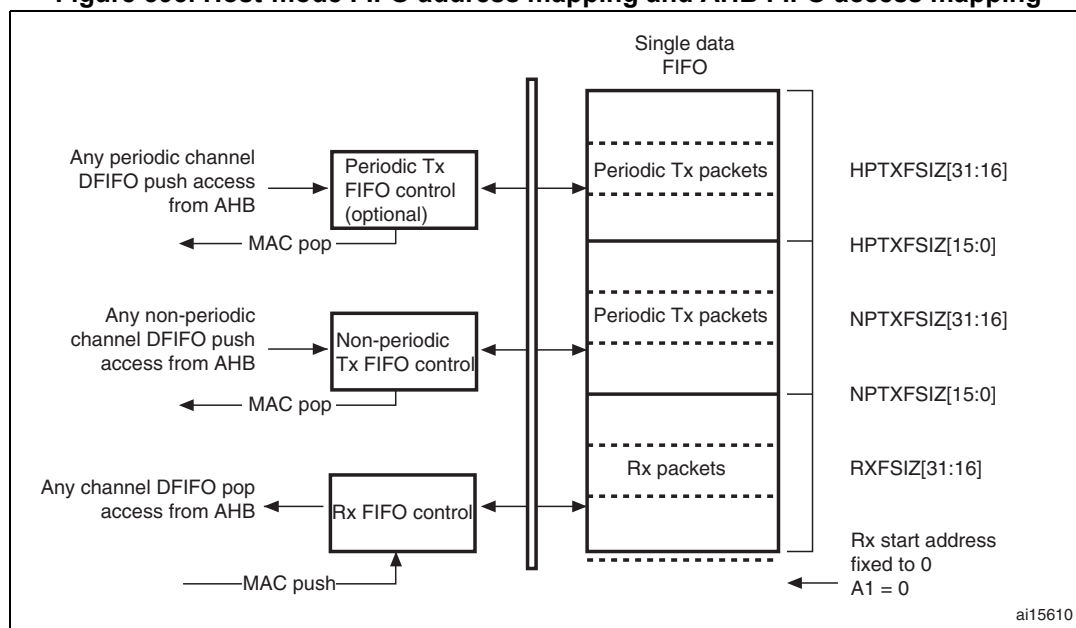 Figure 666. Host-mode FIFO address mapping and AHB FIFO access mapping
Single data
FIFO
Any periodic channel
DFIFO push access
from AHB
Periodic Tx
FIFO control
(optional)
MAC pop
Periodic Tx packets
HPTXFSIZ[31:16]
HPTXFSIZ[15:0]
Any non-periodic
channel DFIFO push
access from AHB
Non-periodic
Tx FIFO control
MAC pop
Periodic Tx packets
NPTXFSIZ[31:16]
NPTXFSIZ[15:0]
Any channel DFIFO pop
access from AHB
Rx FIFO control
MAC push
Rx packets
RXFSIZ[31:16]
Rx start address
fixed to 0
A1 = 0
ai15610